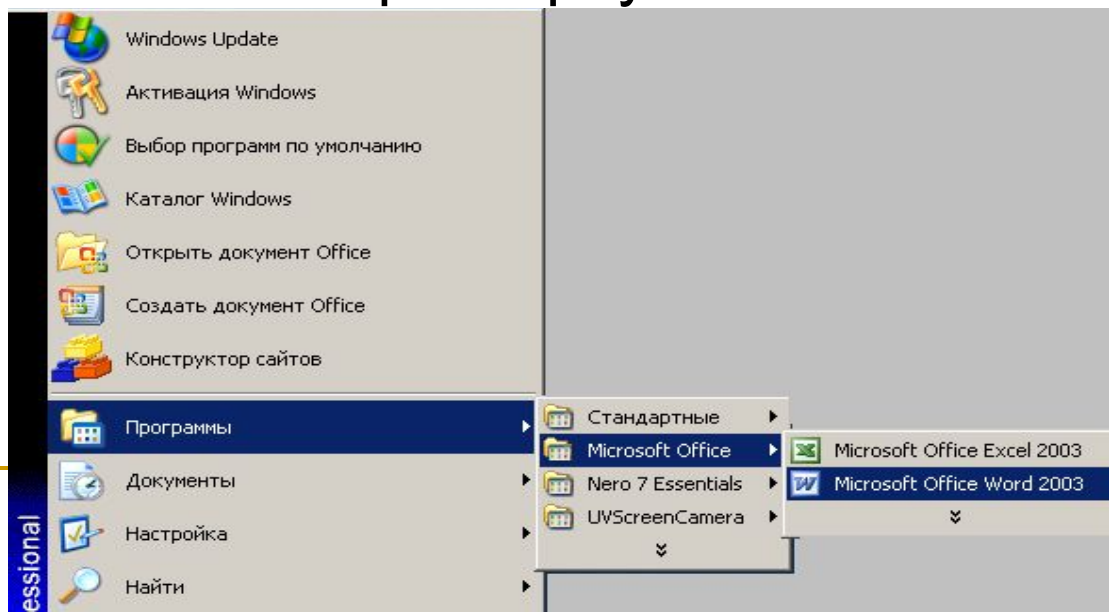 Windows Update
Активация Windows
Выбор программ по умолчанию
Каталог Windows
Открыть документ Office
Создать документ Office
Конструктор сайтов
Программы
Документы
Настройка
Найти
Стандартные
Microsoft Office
Nero 7 Essentials
UVScreenCamera
Microsoft Office Excel 2003
Microsoft Office Word 2003
essional